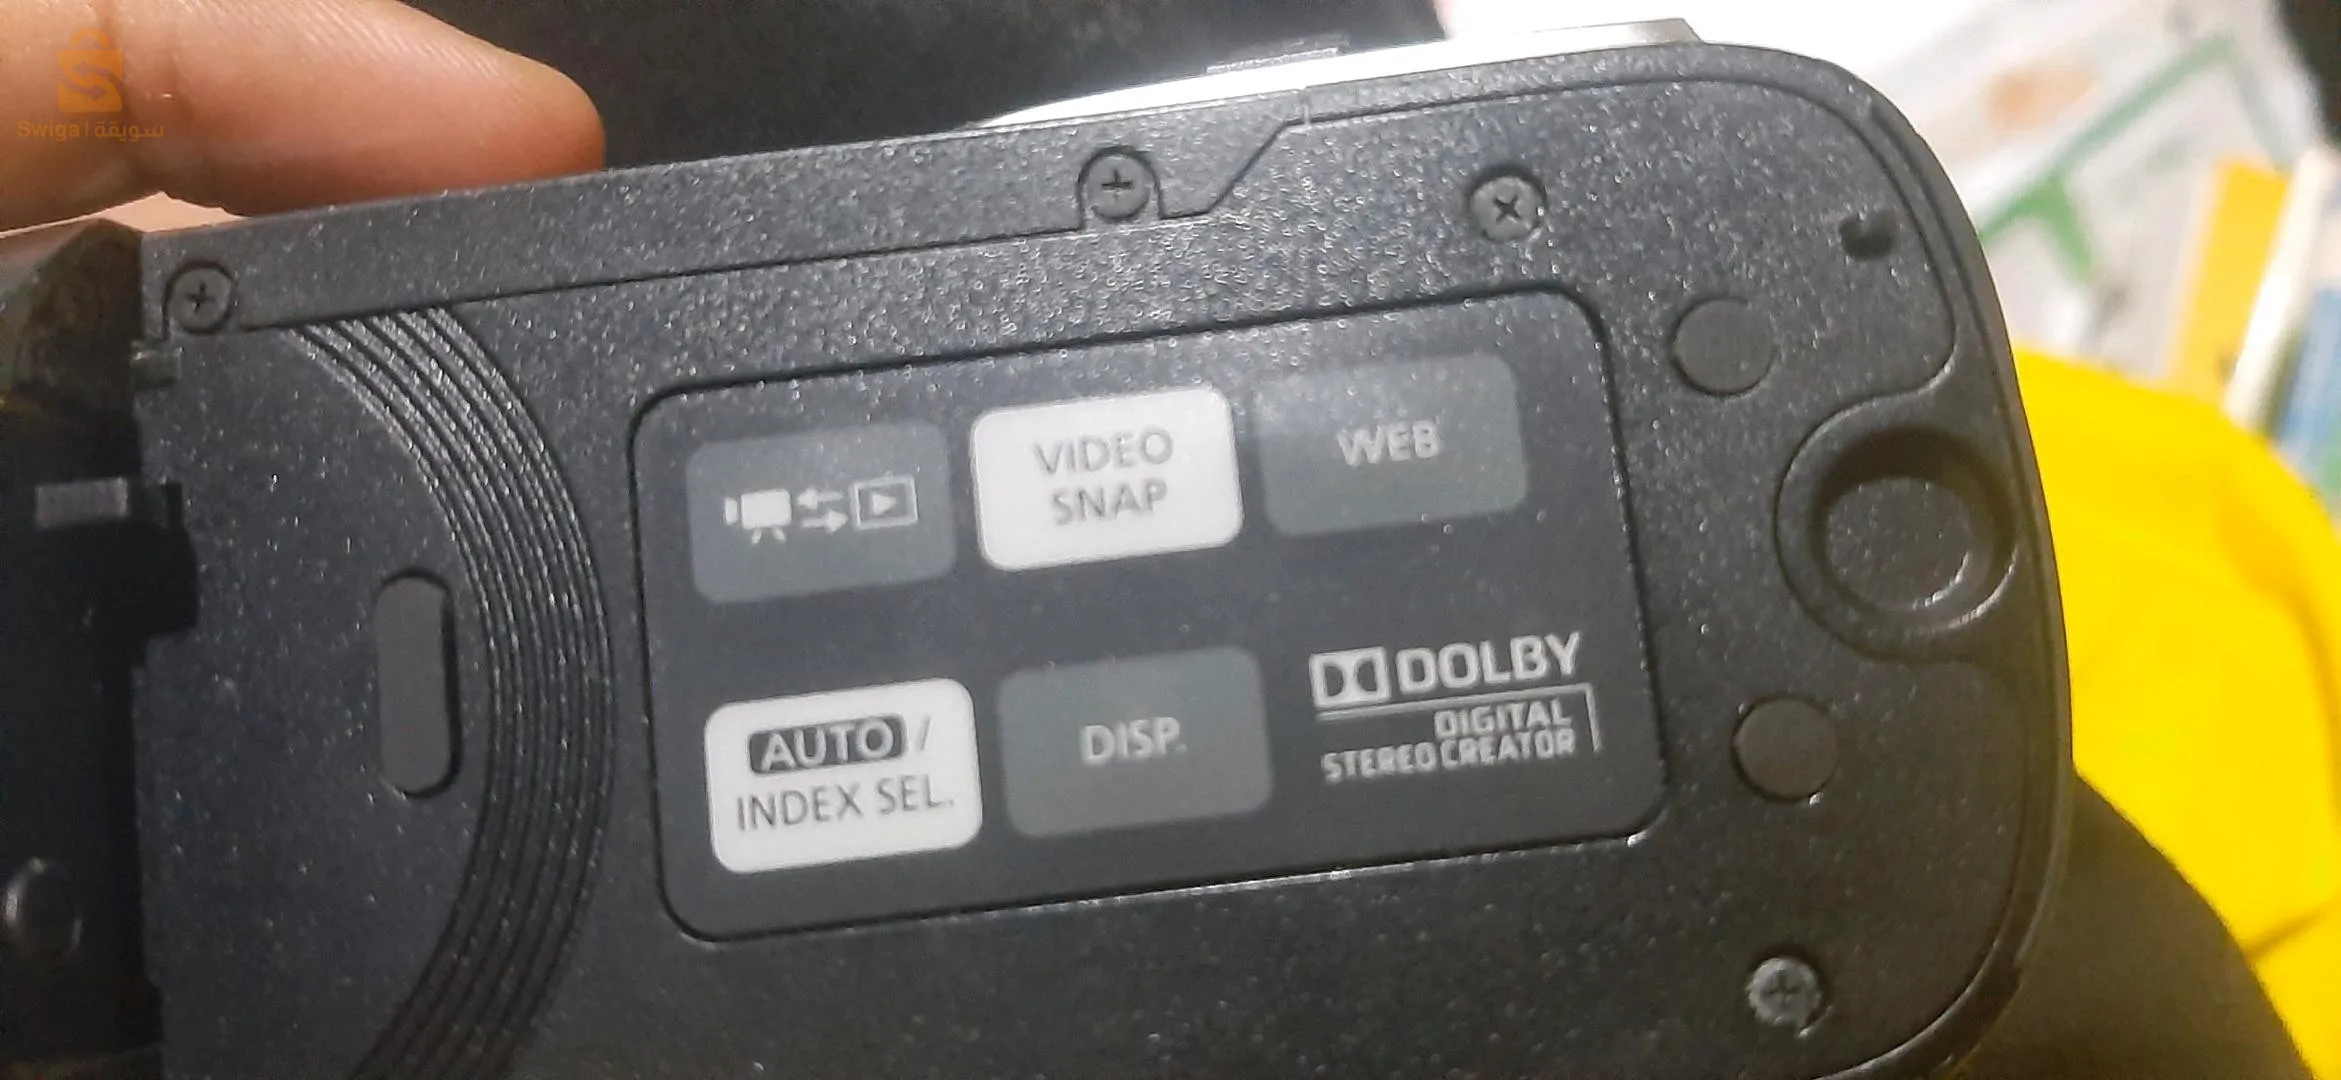 Swiga | سويقة
VIDEO
SNAP
WEB
AUTO /
INDEX SEL.
DISP.
DOLBY
DIGITAL
STEREO CREATOR